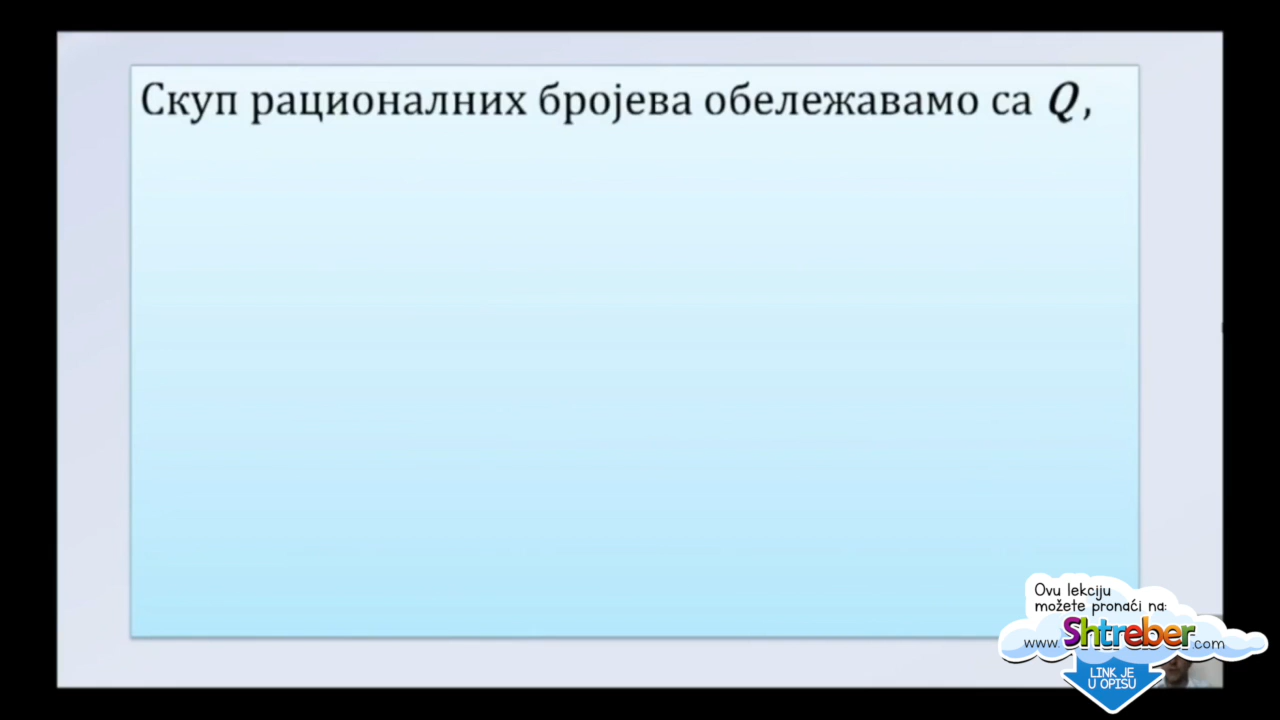 Скуп рационалних бројева обележавамо са Q,
Ovu lekciju
možete pronaći na:
www.Shtreber.com
LINK JE
U OPISU